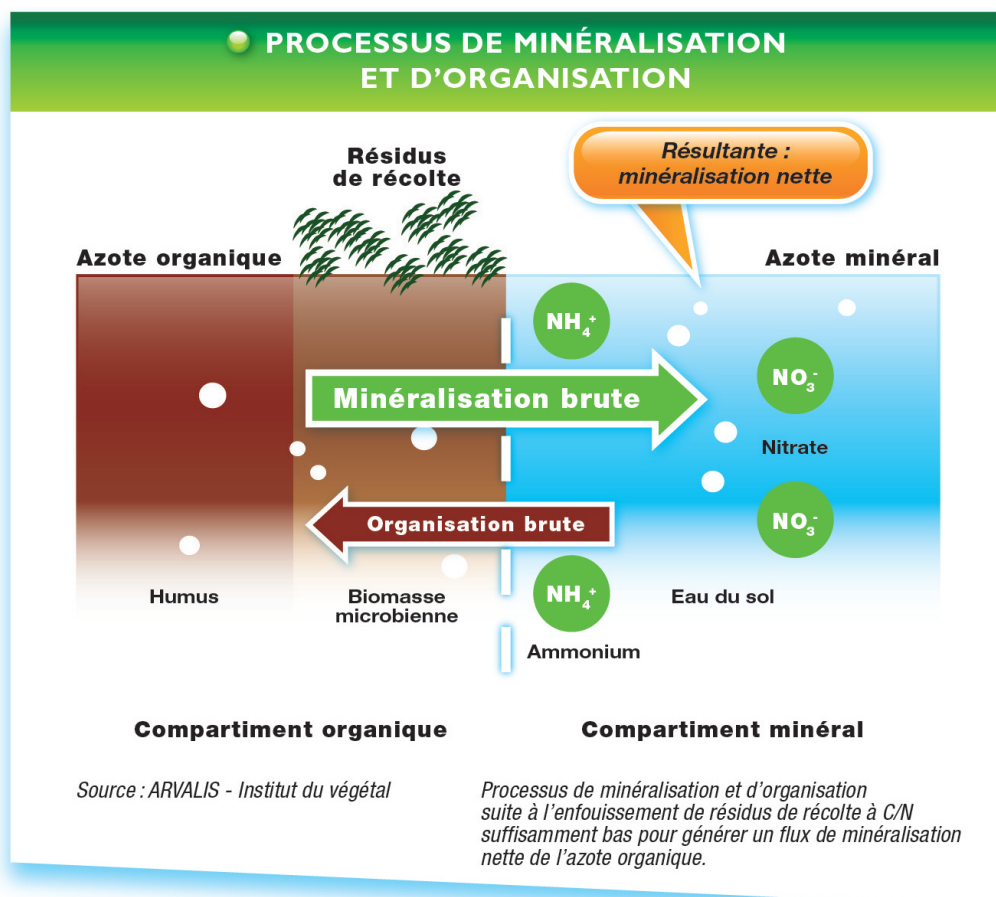 PROCESSUS DE MINÉRALISATION
ET D'ORGANISATION
Résultante :
minéralisation nette
Résidus
de récolte
Azote organique
Azote minéral
NH₄⁺
NO₃⁻
Minéralisation brute
Nitrate
Organisation brute
NO₃⁻
NH₄⁺
Humus
Biomasse
microbienne
Eau du sol
Ammonium
Compartiment organique
Compartiment minéral
Source : ARVALIS - Institut du végétal
Processus de minéralisation et d'organisation
suite à l'enfouissement de résidus de récolte à C/N
suffisamment bas pour générer un flux de minéralisation
nette de l'azote organique.